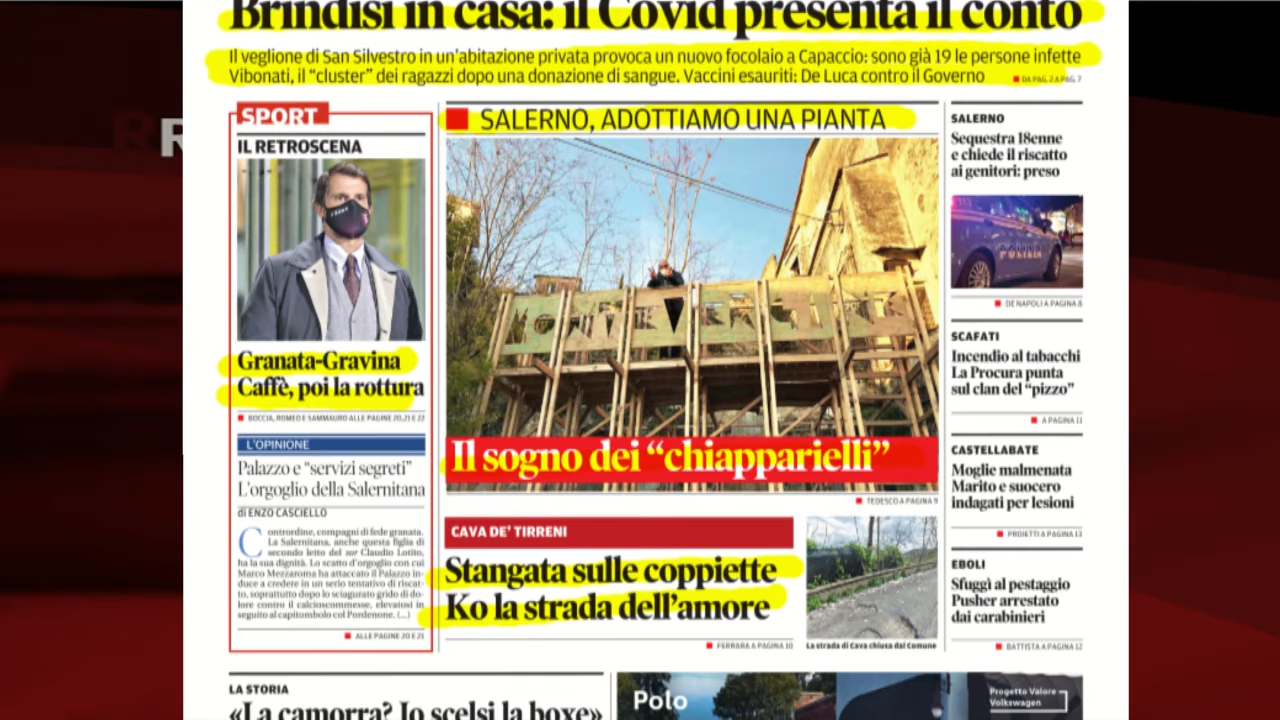 Brindisi in casa: il Covid presenta il conto
Il veglione di San Silvestro in un'abitazione privata provoca un nuovo focolaio a Capaccio: sono già 19 le persone infette
Vibonati, il "cluster" dei ragazzi dopo una donazione di sangue. Vaccini esauriti: De Luca contro il Governo
DA PAG. 2 A PAG. 7
SPORT
IL RETROSCENA
Granata-Gravina
Caffè, poi la rottura
BOCCIA, ROMEO E SAMMAURO ALLE PAGINE 20,21 E 22
L'OPINIONE
Palazzo e "servizi segreti"
L'orgoglio della Salernitana
di ENZO CASCIELLO
Contrordine, compagni di fede granata.
La Salernitana, anche questa figlia di
secondo letto del sor Claudio Lotito,
ha la sua dignità. Lo scatto d'orgoglio con cui
Marco Mezzaroma ha attaccato il Palazzo in-
duce a credere in un serio tentativo di riscat-
to, soprattutto dopo lo sciagurato grido di do-
lore contro il calcioscommesse, elevatosi in
seguito al capitombolo col Pordenone. (...)
ALLE PAGINE 20 E 21
SALERNO, ADOTTIAMO UNA PIANTA
Il sogno dei "chiapparielli"
TEDESCO A PAGINA 9
CAVA DE' TIRRENI
Stangata sulle coppiette
Ko la strada dell'amore
FERRARA A PAGINA 10
La strada di Cava chiusa dal Comune
SALERNO
Sequestra 18enne
e chiede il riscatto
ai genitori: preso
POLIZIA
DE NAPOLI A PAGINA 8
SCAFATI
Incendio al tabacchi
La Procura punta
sul clan del "pizzo"
A PAGINA 11
CASTELLABATE
Moglie malmenata
Marito e suocero
indagati per lesioni
PROIETTI A PAGINA 13
EBOLI
Sfuggì al pestaggio
Pusher arrestato
dai carabinieri
BATTISTA A PAGINA 12
LA STORIA
«La camorra? Io scelsi la boxe»
Polo
Progetto Valore
Volkswagen